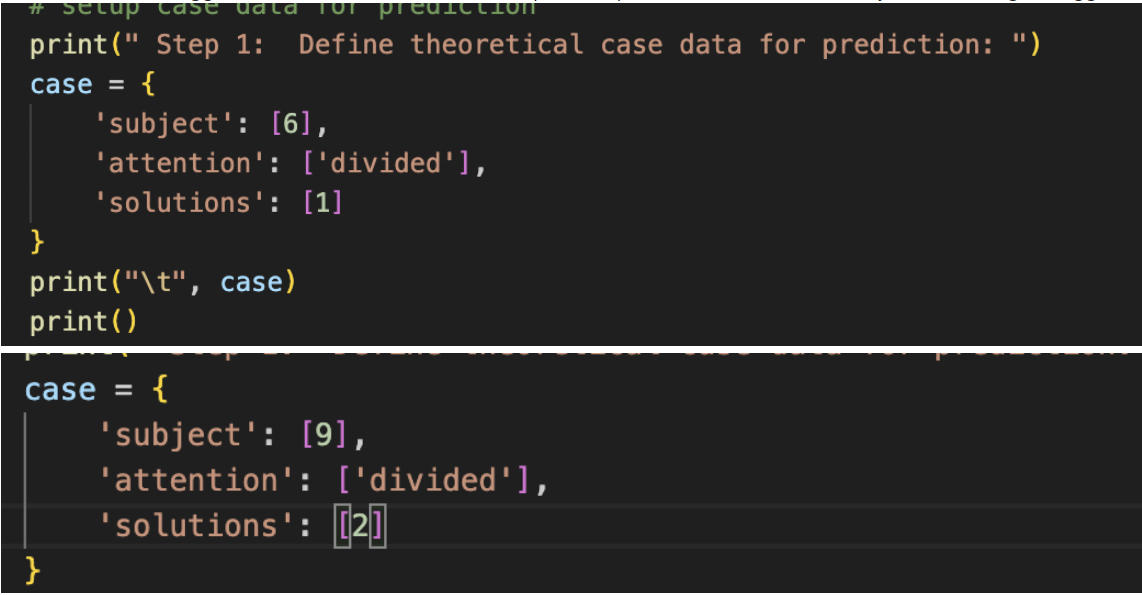 # setup case data for prediction
print(" Step 1:  Define theoretical case data for prediction: ")
case = {
    'subject': [6],
    'attention': ['divided'],
    'solutions': [1]
}
print("\t", case)
print()
case = {
    'subject': [9],
    'attention': ['divided'],
    'solutions': [2]
}